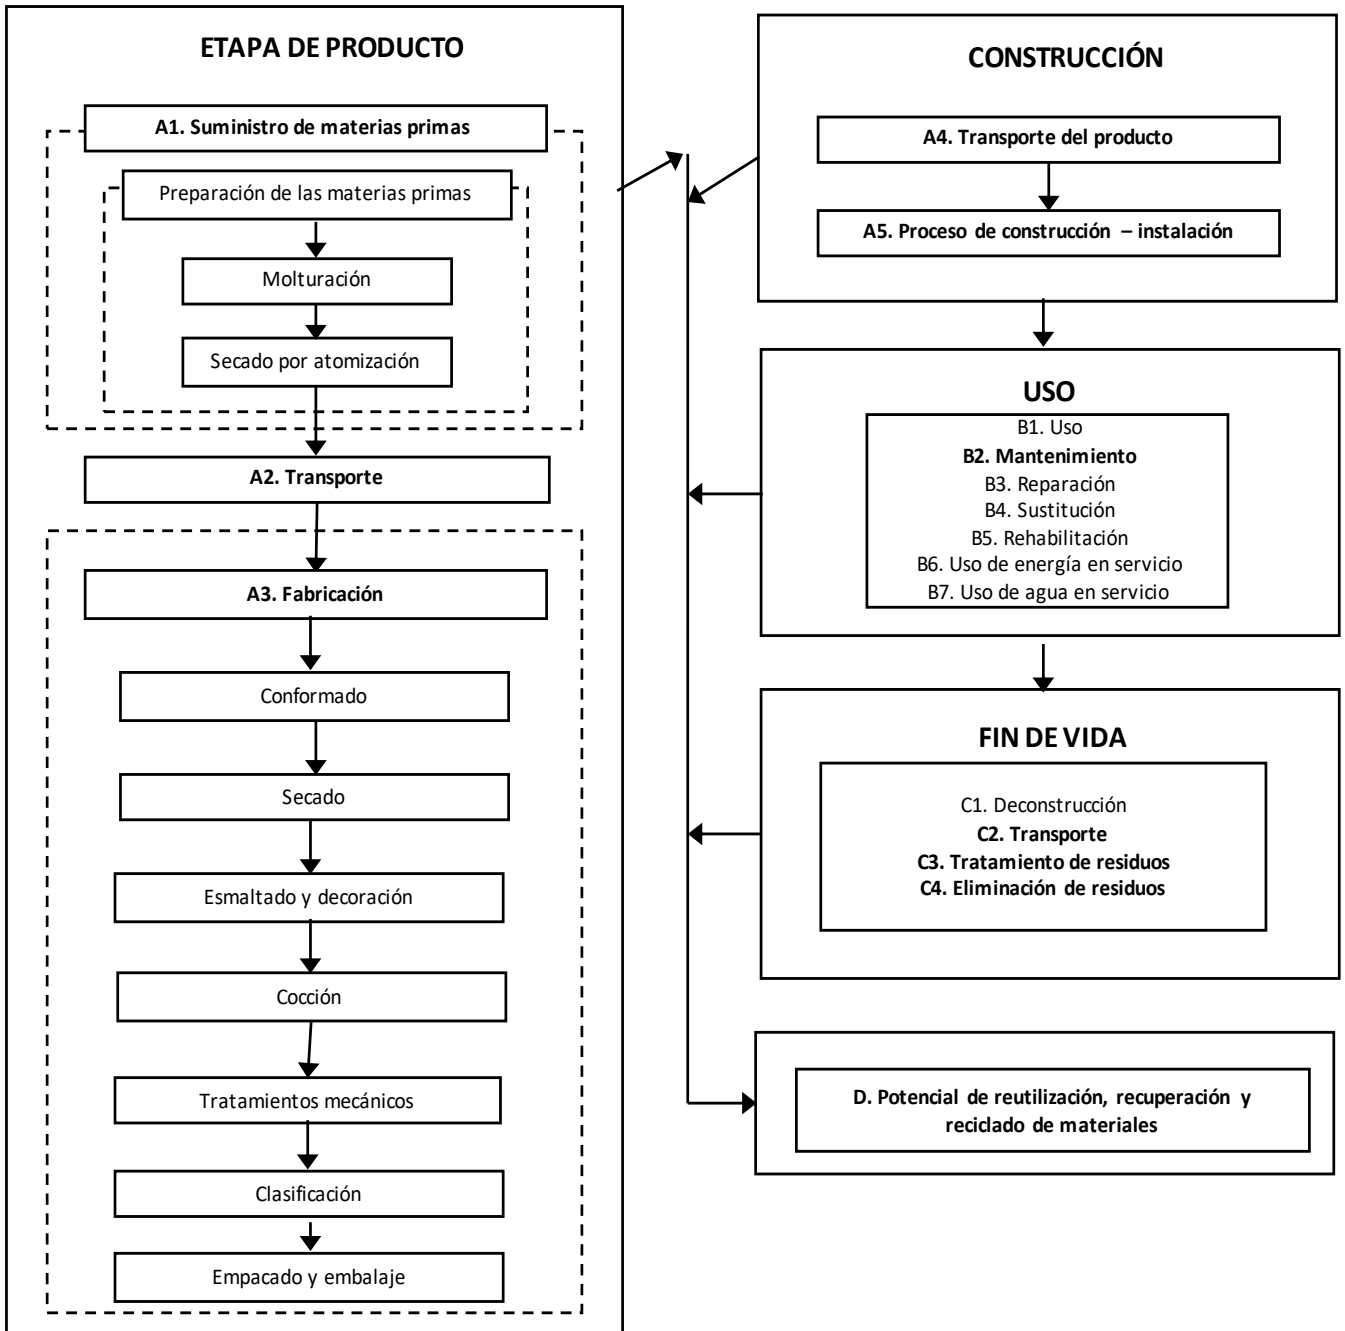 ETAPA DE PRODUCTO
A1. Suministro de materias primas
Preparación de las materias primas
Molturación
Secado por atomización
A2. Transporte
A3. Fabricación
Conformado
Secado
Esmaltado y decoración
Cocción
Tratamientos mecánicos
Clasificación
Empacado y embalaje
CONSTRUCCIÓN
A4. Transporte del producto
A5. Proceso de construcción – instalación
USO
B1. Uso
B2. Mantenimiento
B3. Reparación
B4. Sustitución
B5. Rehabilitación
B6. Uso de energía en servicio
B7. Uso de agua en servicio
FIN DE VIDA
C1. Deconstrucción
C2. Transporte
C3. Tratamiento de residuos
C4. Eliminación de residuos
D. Potencial de reutilización, recuperación y
reciclado de materiales